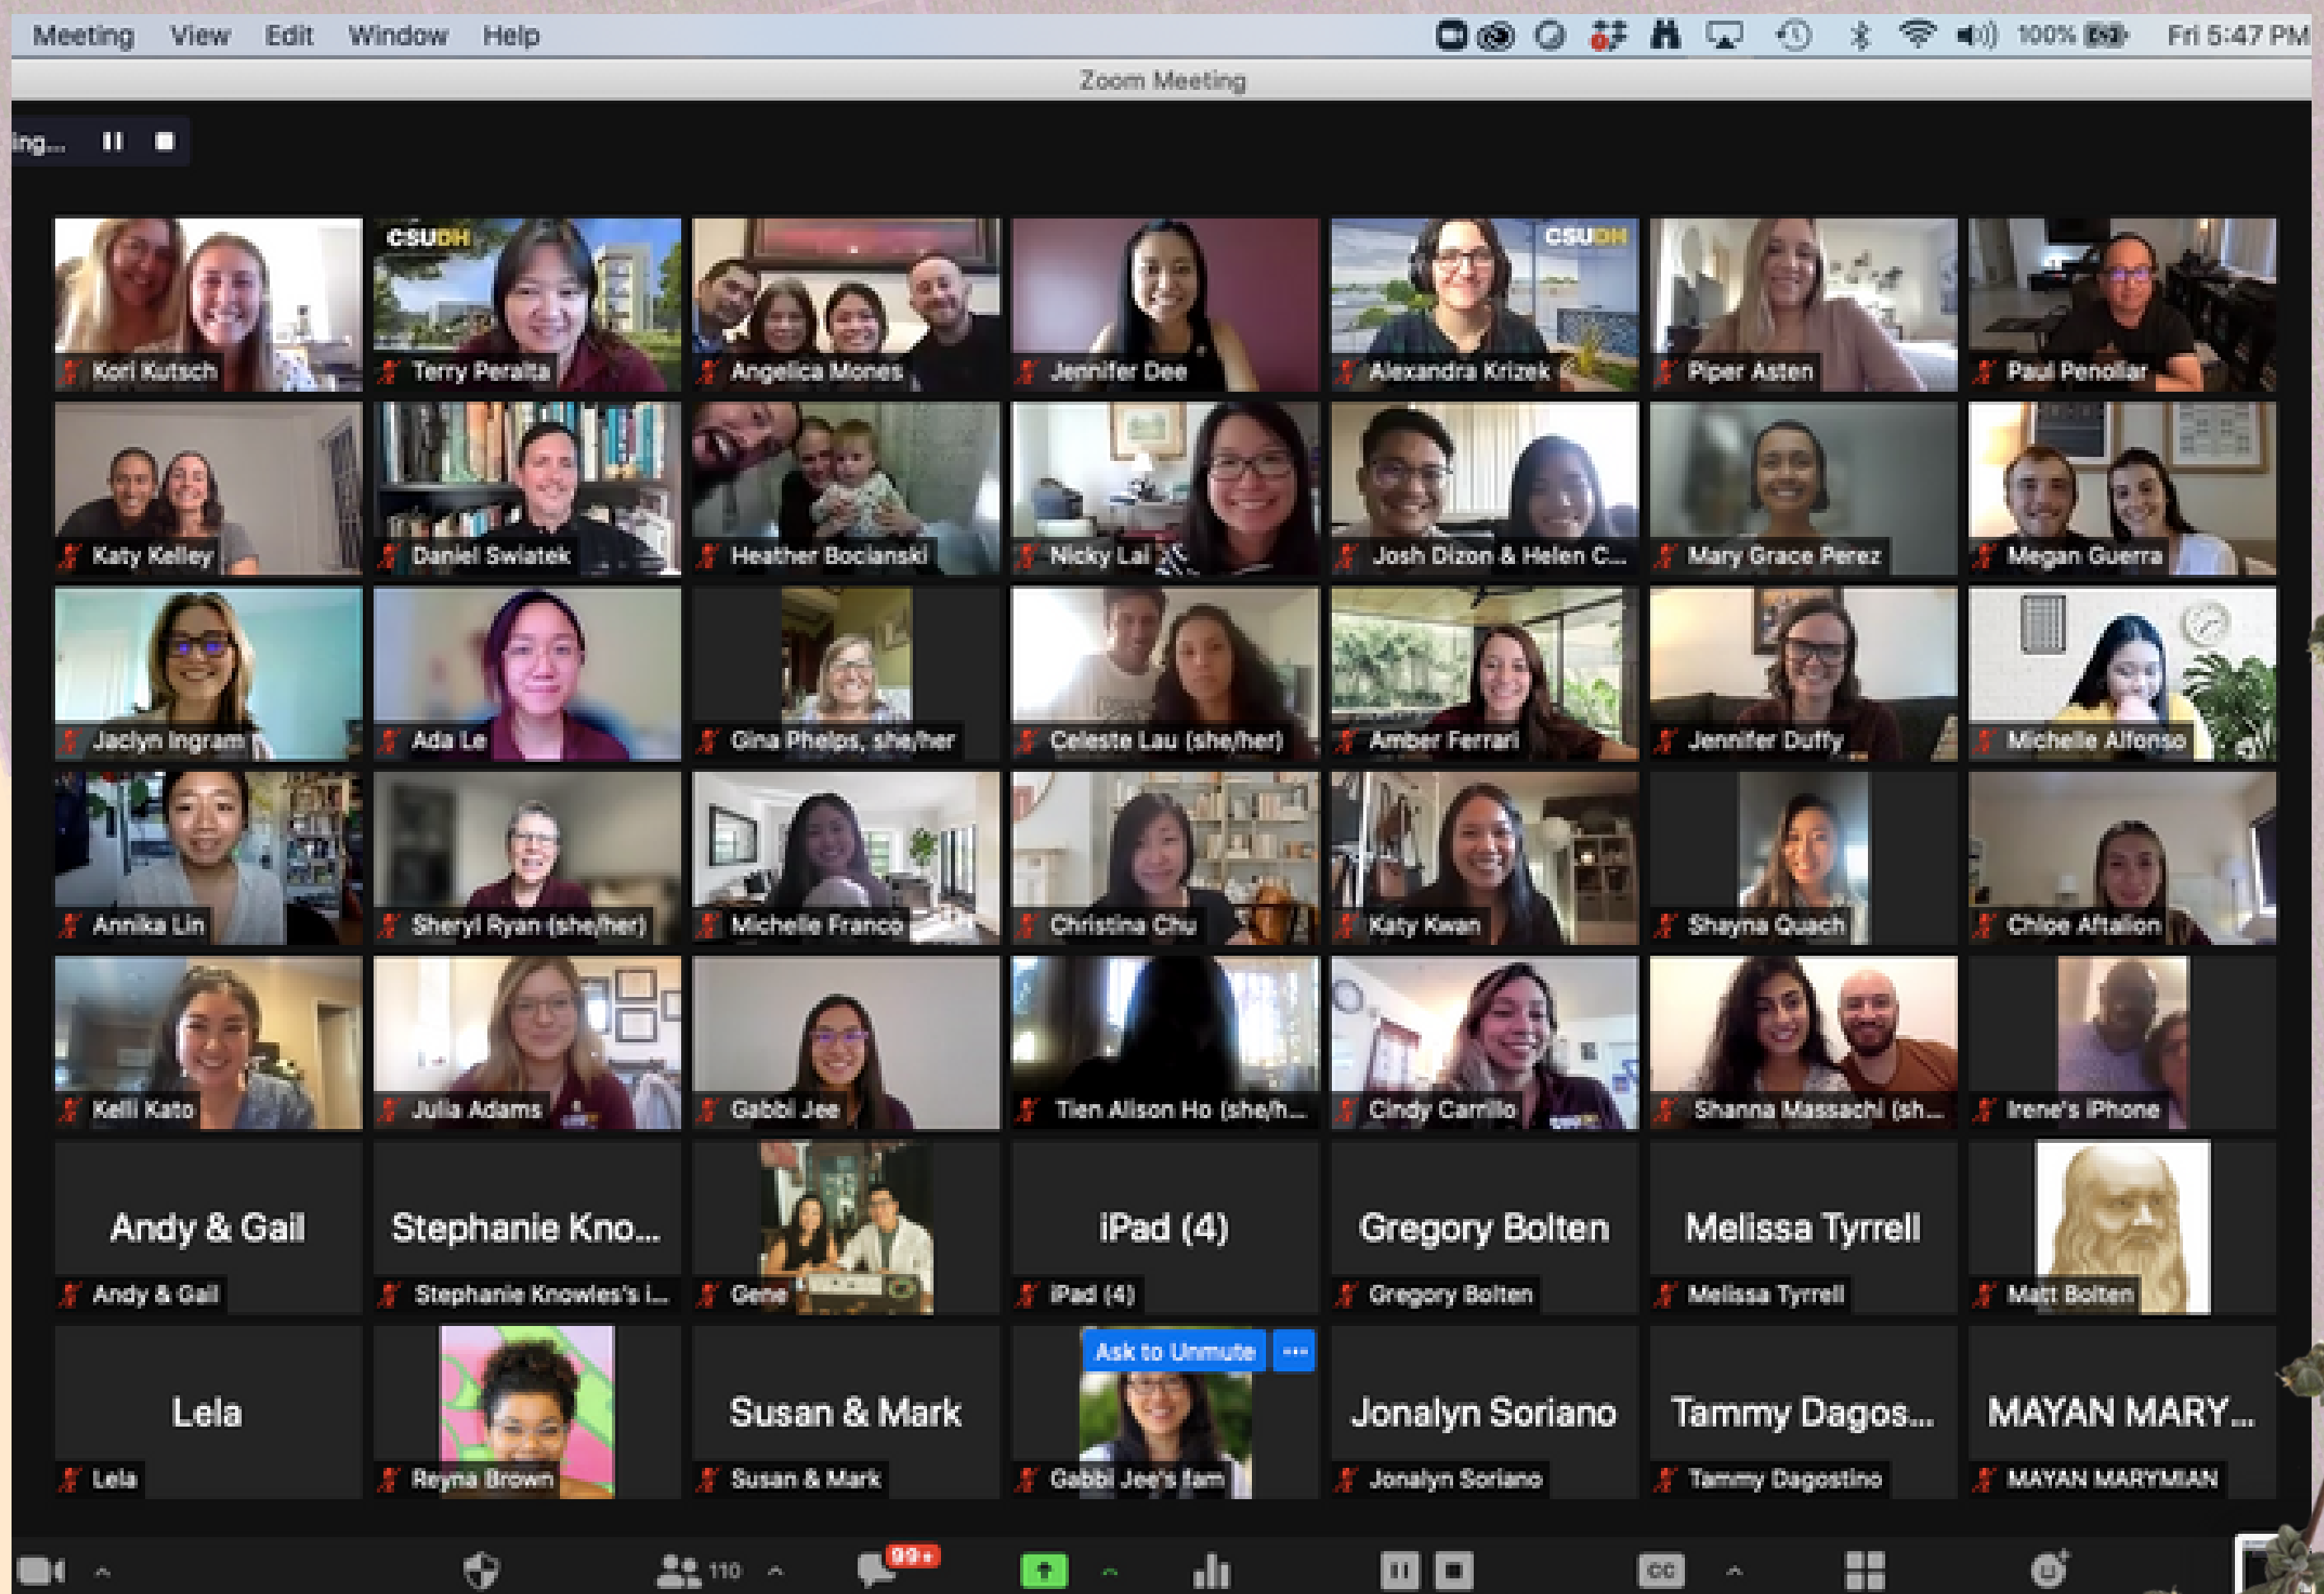 Meeting View Edit Window Help 100% Fri 5:47 PM
Zoom Meeting
ing...
CSUDH
CSUDH
Kori Kutsch
Terry Peralta
Angelica Mones
Jennifer Dee
Alexandra Krizek
Piper Asten
Paul Penoliar
Katy Kelley
Daniel Swiatek
Heather Bocianski
Nicky Lai
Josh Dizon & Helen C...
Mary Grace Perez
Megan Guerra
Jaclyn Ingram
Ada Le
Gina Phelps, she/her
Celeste Lau (she/her)
Amber Ferrari
Jennifer Duffy
Michelle Alfonso
Annika Lin
Sheryl Ryan (she/her)
Michelle Franco
Christina Chu
Katy Kwan
Shayna Quach
Chloe Aftalion
Kelli Kato
Julia Adams
Gabbi Jee
Tien Alison Ho (she/h...
Cindy Carrillo
Shanna Massachi (sh...
Irene's iPhone
Andy & Gail
Stephanie Kno...
iPad (4)
Gregory Bolten
Melissa Tyrrell
Andy & Gail
Stephanie Knowles's i...
Gene
iPad (4)
Gregory Bolten
Melissa Tyrrell
Matt Bolten
Ask to Unmute
Lela
Susan & Mark
Jonalyn Soriano
Tammy Dagos...
MAYAN MARY...
Lela
Reyna Brown
Susan & Mark
Gabbi Jee's fam
Jonalyn Soriano
Tammy Dagostino
MAYAN MARYMIAN
110
99+
CC